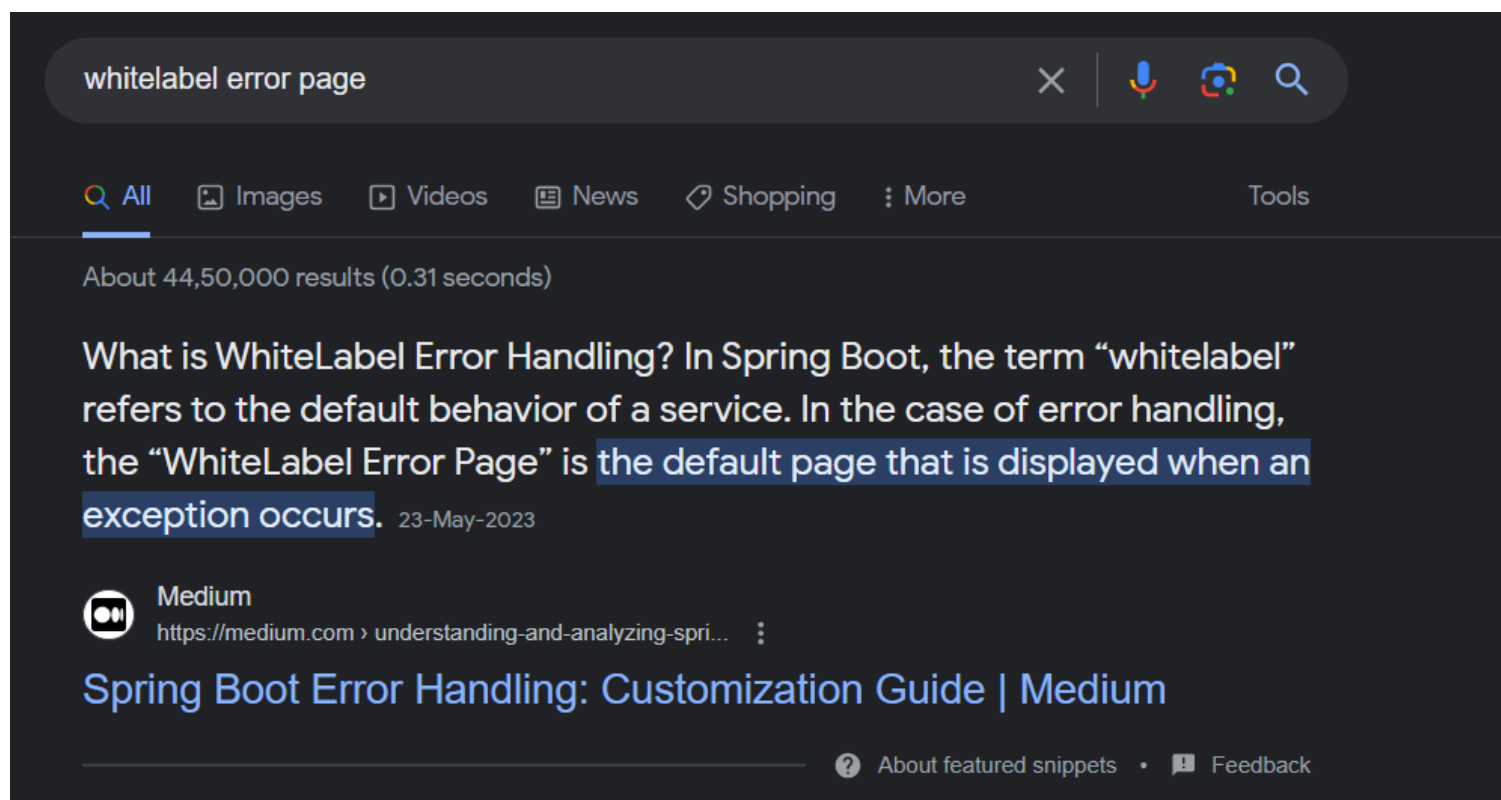 whitelabel error page
All Images Videos News Shopping More Tools
About 44,50,000 results (0.31 seconds)
What is WhiteLabel Error Handling? In Spring Boot, the term “whitelabel”
refers to the default behavior of a service. In the case of error handling,
the “WhiteLabel Error Page” is the default page that is displayed when an
exception occurs. 23-May-2023
Medium
https://medium.com › understanding-and-analyzing-spri...
Spring Boot Error Handling: Customization Guide | Medium
About featured snippets • Feedback